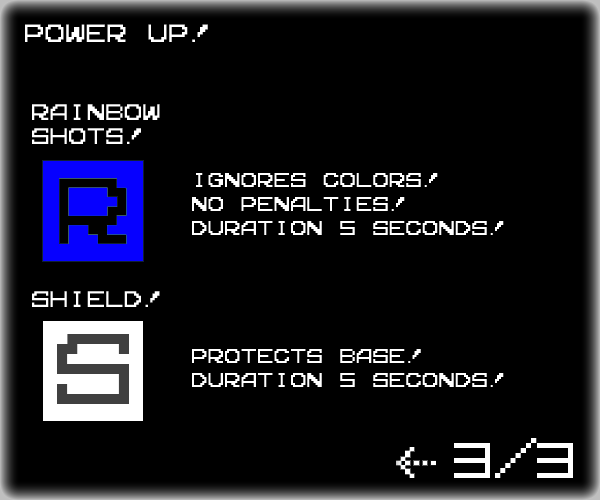 POWER UP!
RAINBOW
SHOTS!
R
IGNORES COLORS!
NO PENALTIES!
DURATION 5 SECONDS!
SHIELD!
S
PROTECTS BASE!
DURATION 5 SECONDS!
3/3